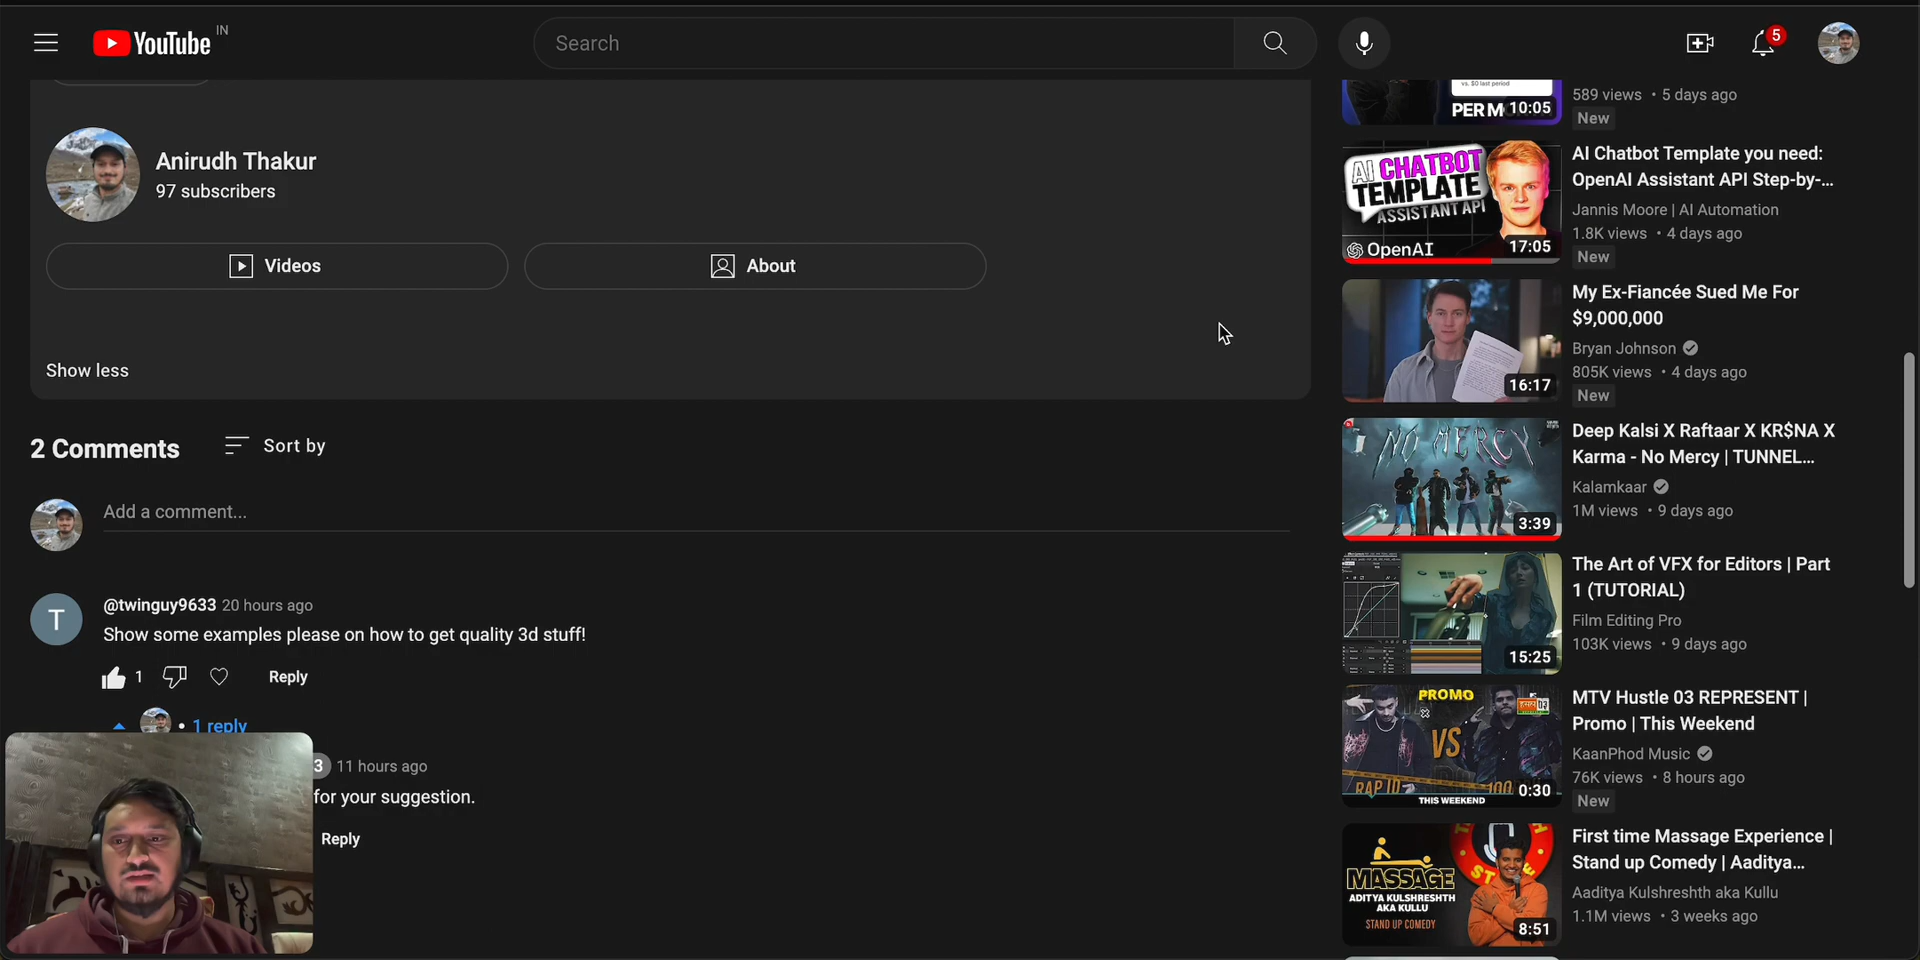 YouTube IN
Search
5
Anirudh Thakur
97 subscribers
Videos
About
Show less
2 Comments
Sort by
Add a comment...
T
@twinguy9633 20 hours ago
Show some examples please on how to get quality 3d stuff!
1
Reply
• 1 reply
3 11 hours ago
for your suggestion.
Reply
vs. $0 last period
PER M
10:05
589 views • 5 days ago
New
AI CHATBOT
TEMPLATE
ASSISTANT API
OpenAI
17:05
AI Chatbot Template you need:
OpenAI Assistant API Step-by-...
Jannis Moore | AI Automation
1.8K views • 4 days ago
New
16:17
My Ex-Fiancée Sued Me For
$9,000,000
Bryan Johnson
805K views • 4 days ago
New
NO MERCY
3:39
Deep Kalsi X Raftaar X KR$NA X
Karma - No Mercy | TUNNEL...
Kalamkaar
1M views • 9 days ago
15:25
The Art of VFX for Editors | Part
1 (TUTORIAL)
Film Editing Pro
103K views • 9 days ago
PROMO
VS
THIS WEEKEND
0:30
MTV Hustle 03 REPRESENT |
Promo | This Weekend
KaanPhod Music
76K views • 8 hours ago
New
MASSAGE
ADITYA KULSHRESHTH
AKA KULLU
STAND UP COMEDY
8:51
First time Massage Experience |
Stand up Comedy | Aaditya...
Aaditya Kulshreshth aka Kullu
1.1M views • 3 weeks ago